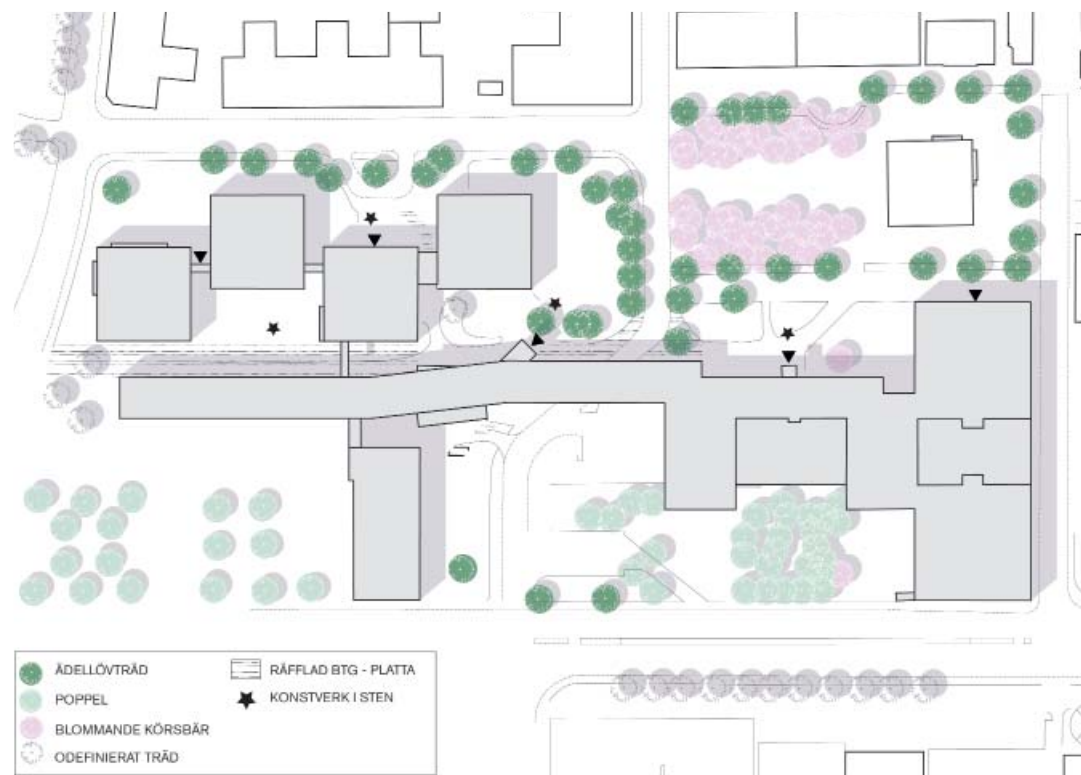 ÄDELLÖVTRÄD
POPPEL
BLOMMANDE KÖRSBÄR
ODEFINIERAT TRÄD
RÄFFLAD BTG - PLATTA
KONSTVERK I STEN